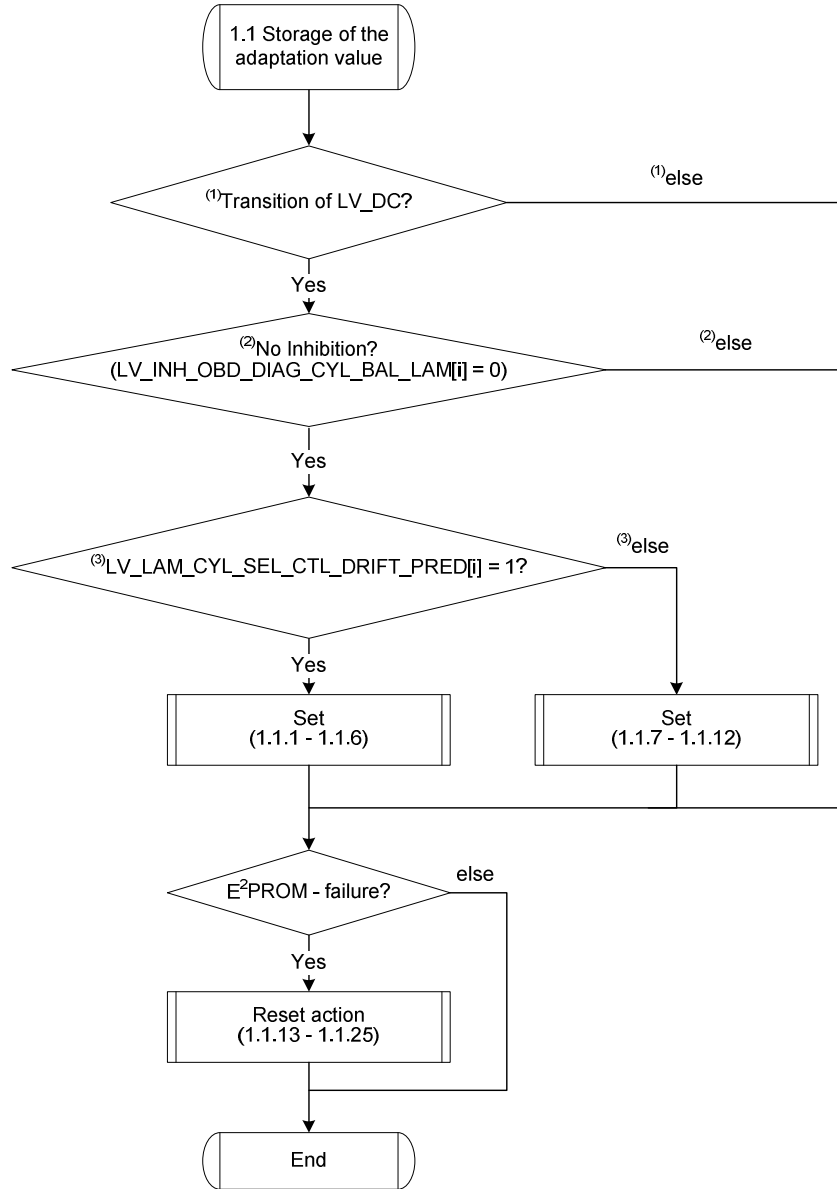 1.1 Storage of the
adaptation value
(1)Transition of LV_DC?
(1)else
Yes
(2)No Inhibition?
(LV_INH_OBD_DIAG_CYL_BAL_LAM[i] = 0)
(2)else
Yes
(3)LV_LAM_CYL_SEL_CTL_DRIFT_PRED[i] = 1?
(3)else
Yes
Set
(1.1.1 - 1.1.6)
Set
(1.1.7 - 1.1.12)
E2PROM - failure?
else
Yes
Reset action
(1.1.13 - 1.1.25)
End